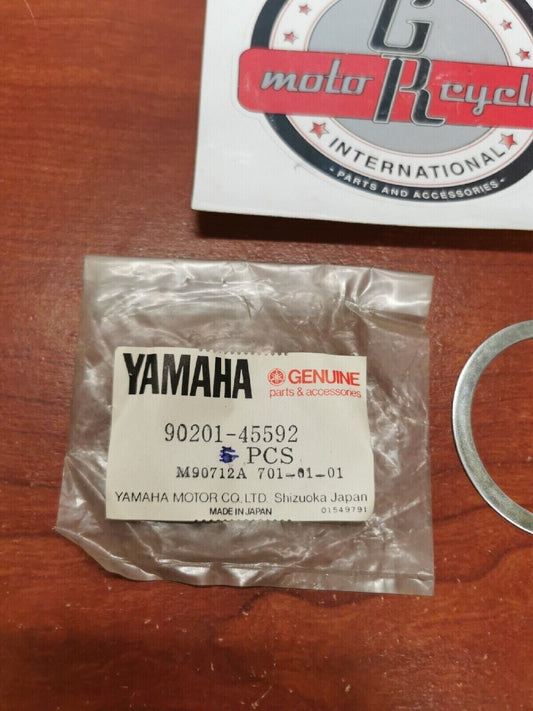 G
moto R cycle
INTERNATIONAL
- PARTS AND ACCESSORIES -
YAMAHA GENUINE
parts & accessories
90201-45592
PCS
M90712A 701-01-01
YAMAHA MOTOR CO., LTD. Shizuoka Japan
MADE IN JAPAN 01549791